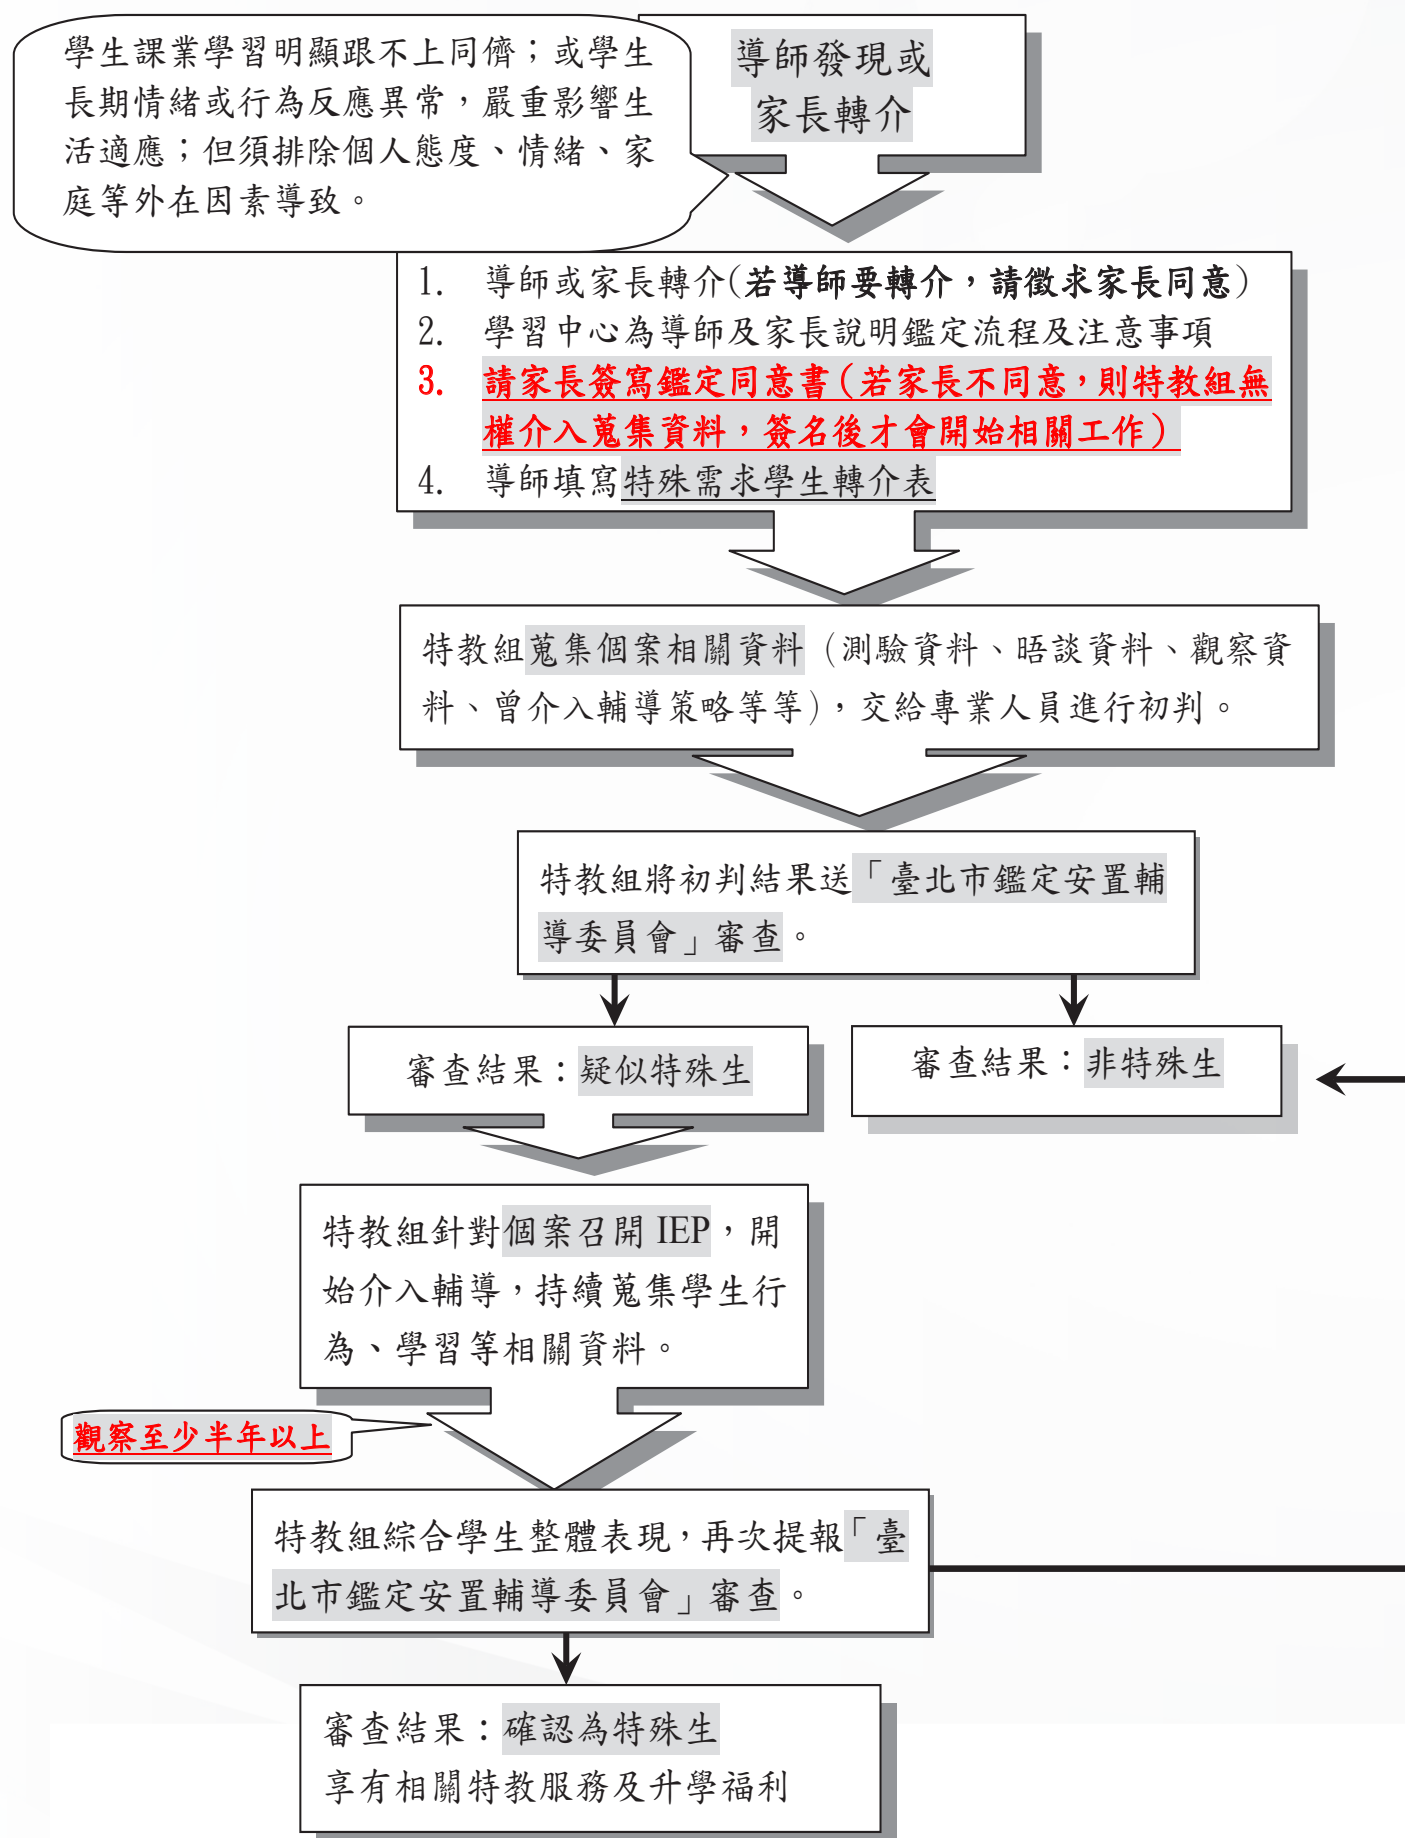 學生課業學習明顯跟不上同儕；或學生
長期情緒或行為反應異常，嚴重影響生
活適應；但須排除個人態度、情緒、家
庭等外在因素導致。
導師發現或
家長轉介
1. 導師或家長轉介(若導師要轉介，請徵求家長同意)
2. 學習中心為導師及家長說明鑑定流程及注意事項
3. 請家長簽寫鑑定同意書（若家長不同意，則特教組無
權介入蒐集資料，簽名後才會開始相關工作）
4. 導師填寫特殊需求學生轉介表
特教組蒐集個案相關資料（測驗資料、晤談資料、觀察資
料、曾介入輔導策略等等)，交給專業人員進行初判。
特教組將初判結果送「臺北市鑑定安置輔
導委員會」審查。
審查結果：疑似特殊生
審查結果：非特殊生
特教組針對個案召開 IEP，開
始介入輔導，持續蒐集學生行
為、學習等相關資料。
觀察至少半年以上
特教組綜合學生整體表現，再次提報「臺
北市鑑定安置輔導委員會」審查。
審查結果：確認為特殊生
享有相關特教服務及升學福利